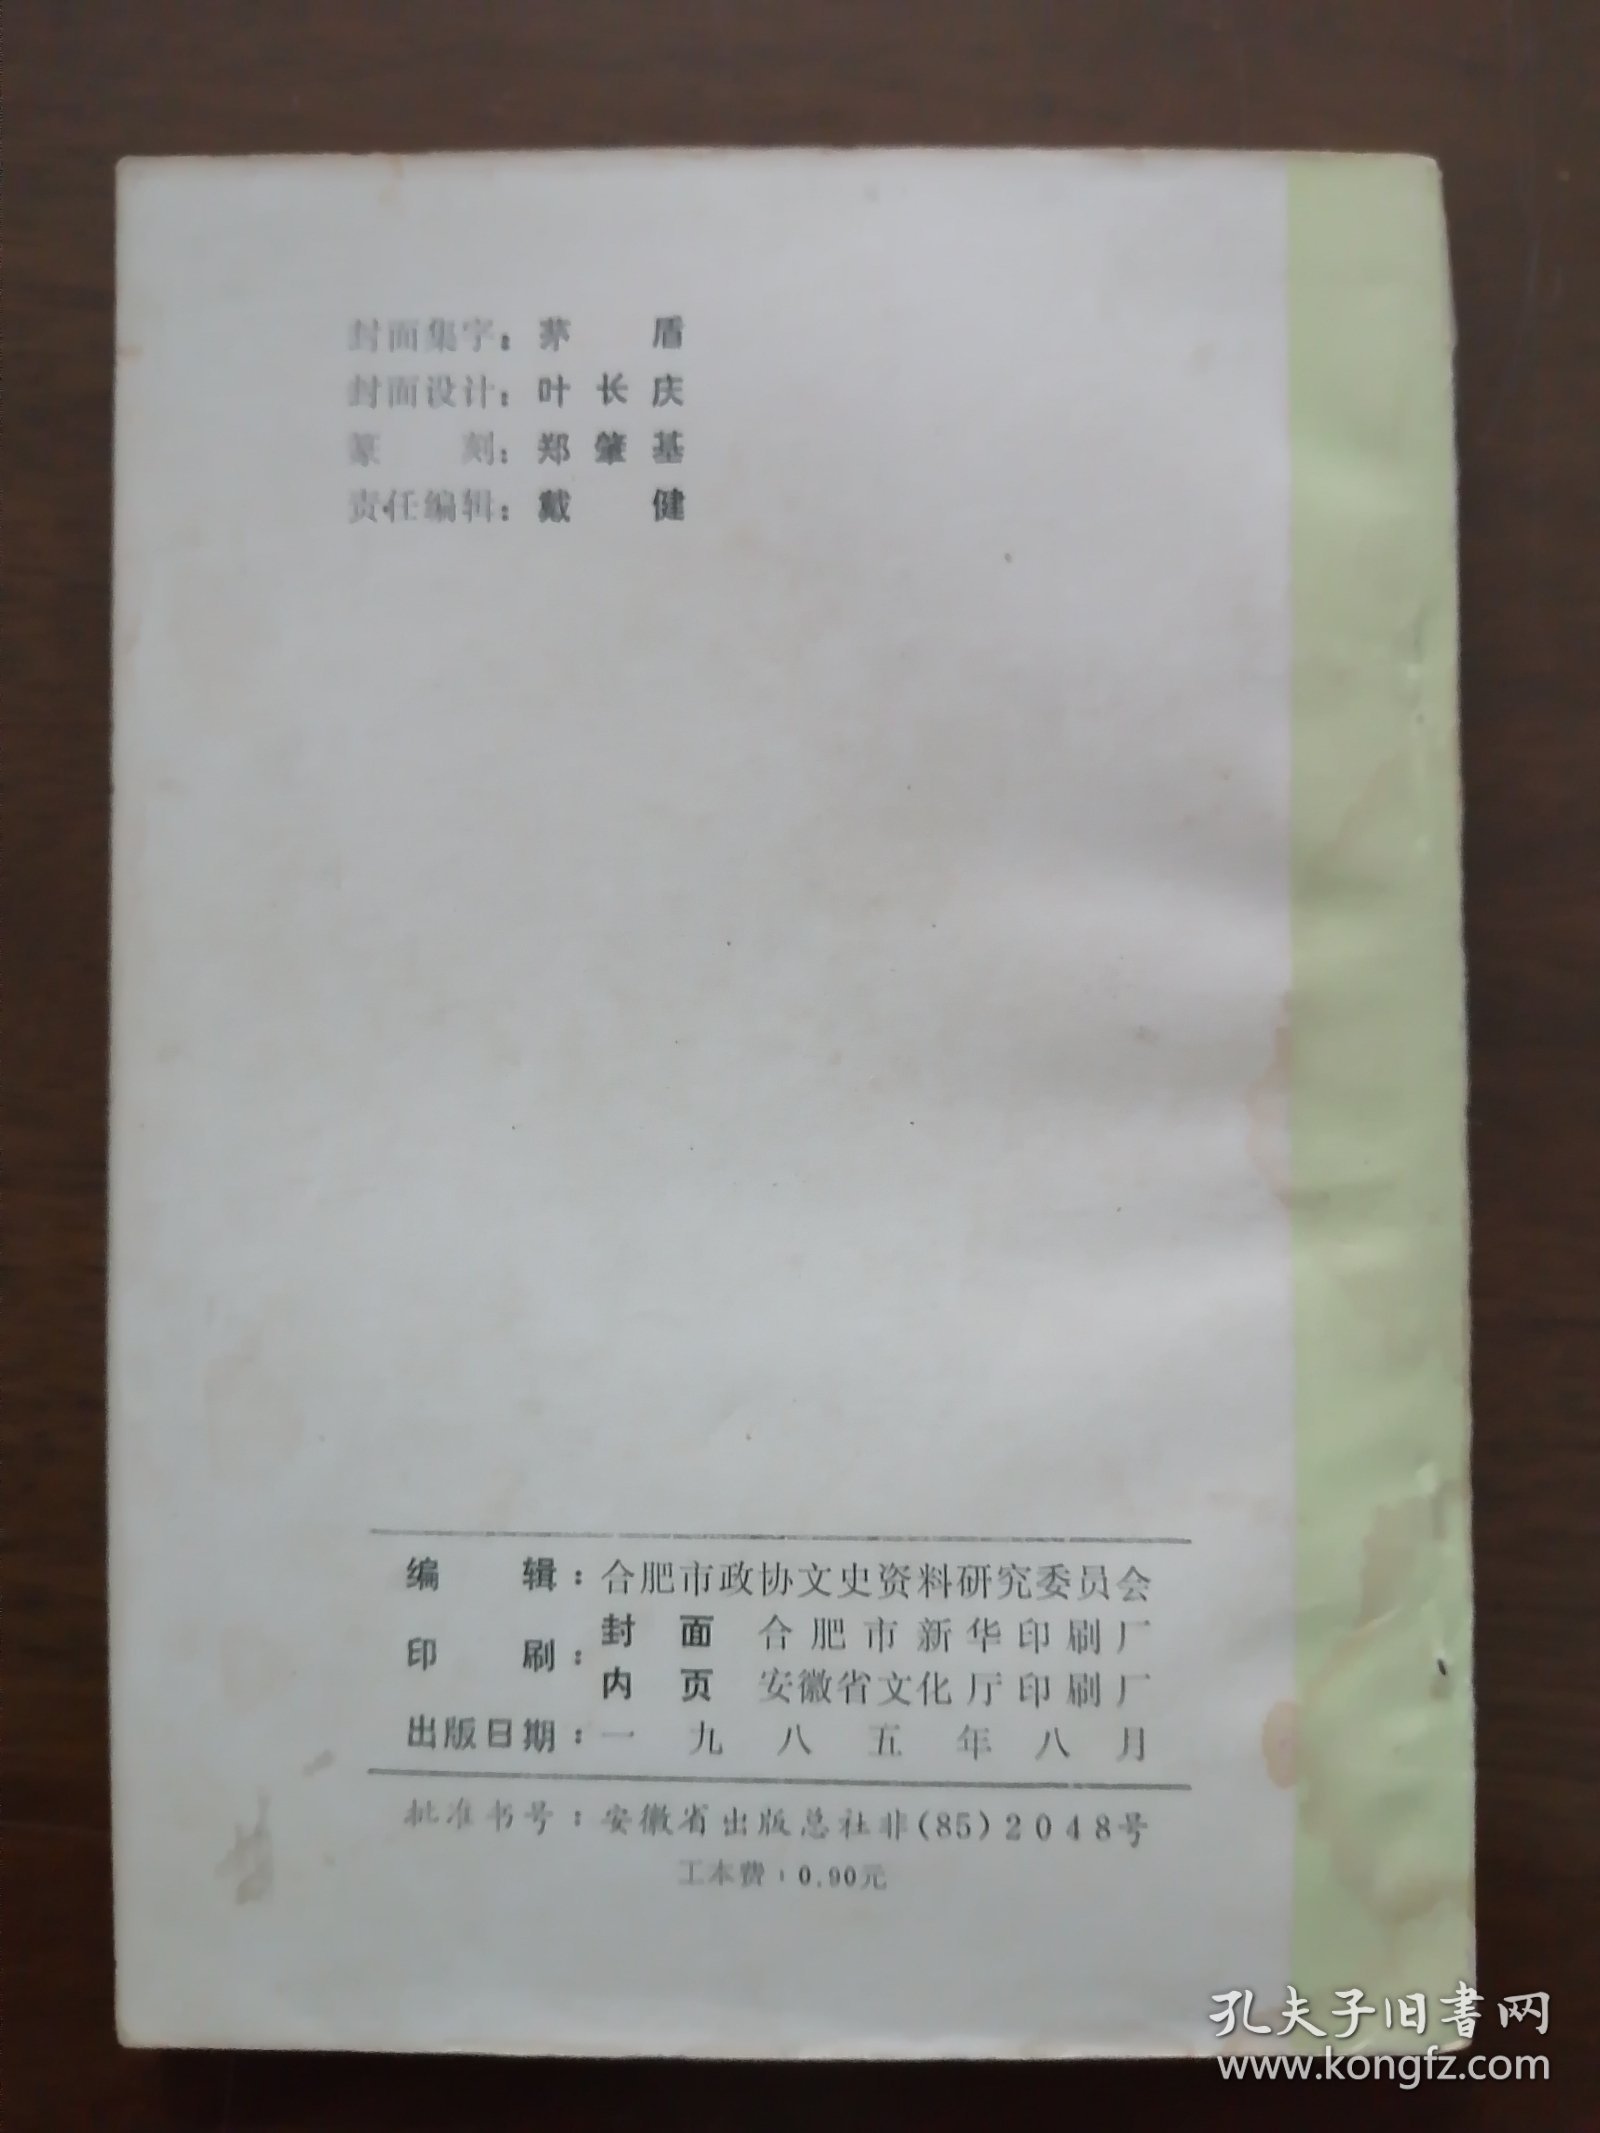 封面集字：茅　盾
封面设计：叶长庆
篆　刻：郑肇基
责任编辑：戴　健
编　辑：合肥市政协文史资料研究委员会
印　刷：封面 合肥市新华印刷厂
内页 安徽省文化厅印刷厂
出版日期：一九八五年八月
批准书号：安徽省出版总社非(85)2048号
工本费：0.90元
孔夫子旧书网
www.kongfz.com